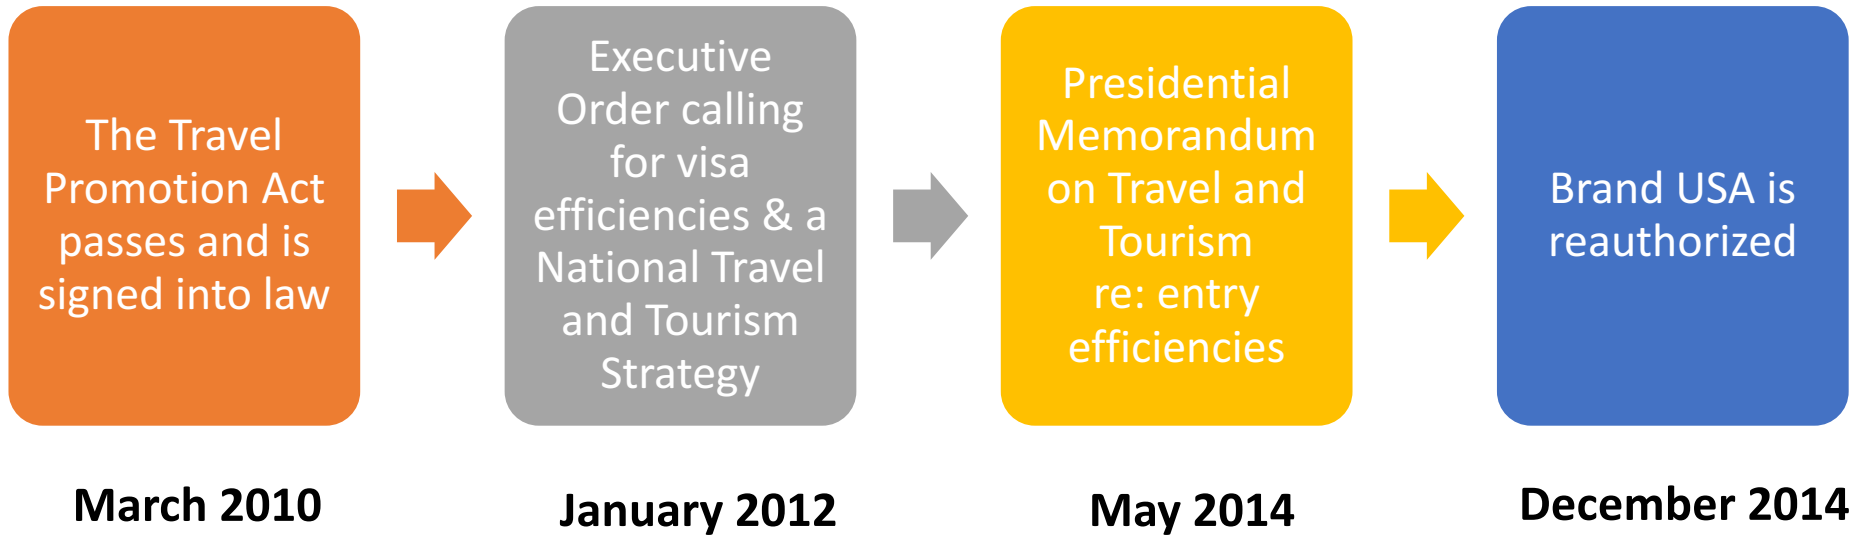 The Travel
Promotion Act
passes and is
signed into law
Executive
Order calling
for visa
efficiencies & a
National Travel
and Tourism
Strategy
Presidential
Memorandum
on Travel and
Tourism
re: entry
efficiencies
Brand USA is
reauthorized
March 2010
January 2012
May 2014
December 2014